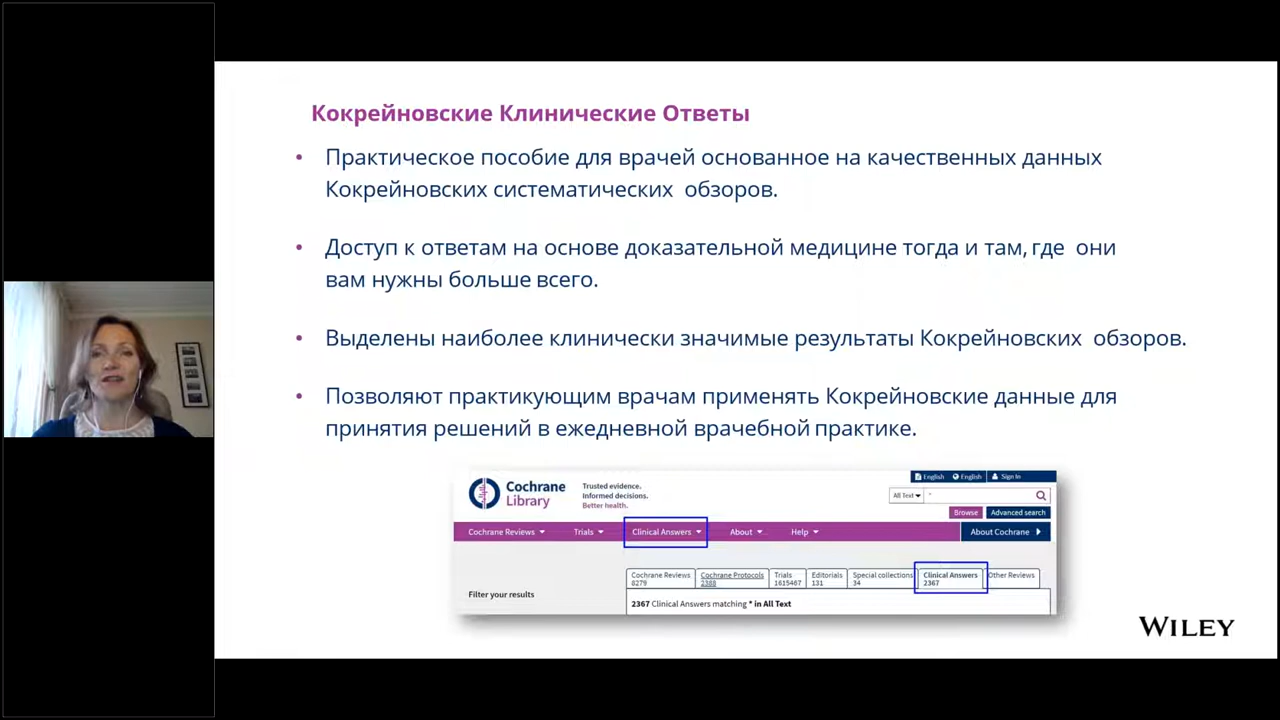 Кокрейновские Клинические Ответы
• Практическое пособие для врачей основанное на качественных данных
Кокрейновских систематических обзоров.
• Доступ к ответам на основе доказательной медицине тогда и там, где они
вам нужны больше всего.
• Выделены наиболее клинически значимые результаты Кокрейновских обзоров.
• Позволяют практикующим врачам применять Кокрейновские данные для
принятия решений в ежедневной врачебной практике.
English English Sign In
Cochrane Library
Trusted evidence.
Informed decisions.
Better health.
All Text
Browse Advanced search
Cochrane Reviews Trials Clinical Answers About Help About Cochrane
Cochrane Reviews Cochrane Protocols Trials Editorials Special collections Clinical Answers Other Reviews
8279 2388 1615467 131 34 2367
Filter your results
2367 Clinical Answers matching * in All Text
WILEY